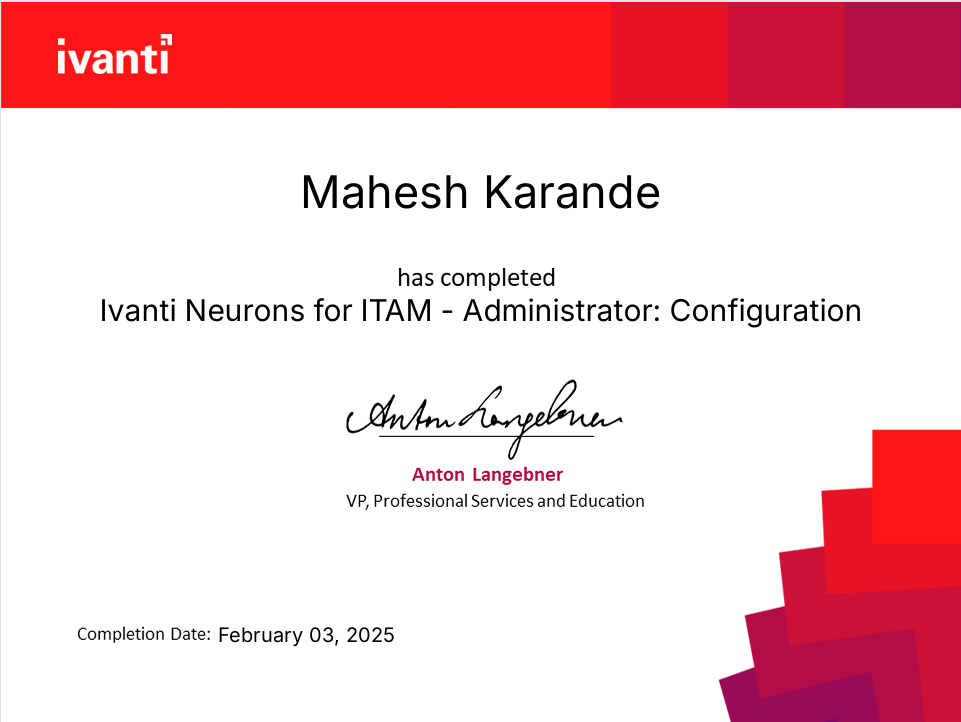 ivanti
Mahesh Karande
has completed
Ivanti Neurons for ITAM - Administrator: Configuration
Anton Langebner
Anton Langebner
VP, Professional Services and Education
Completion Date: February 03, 2025